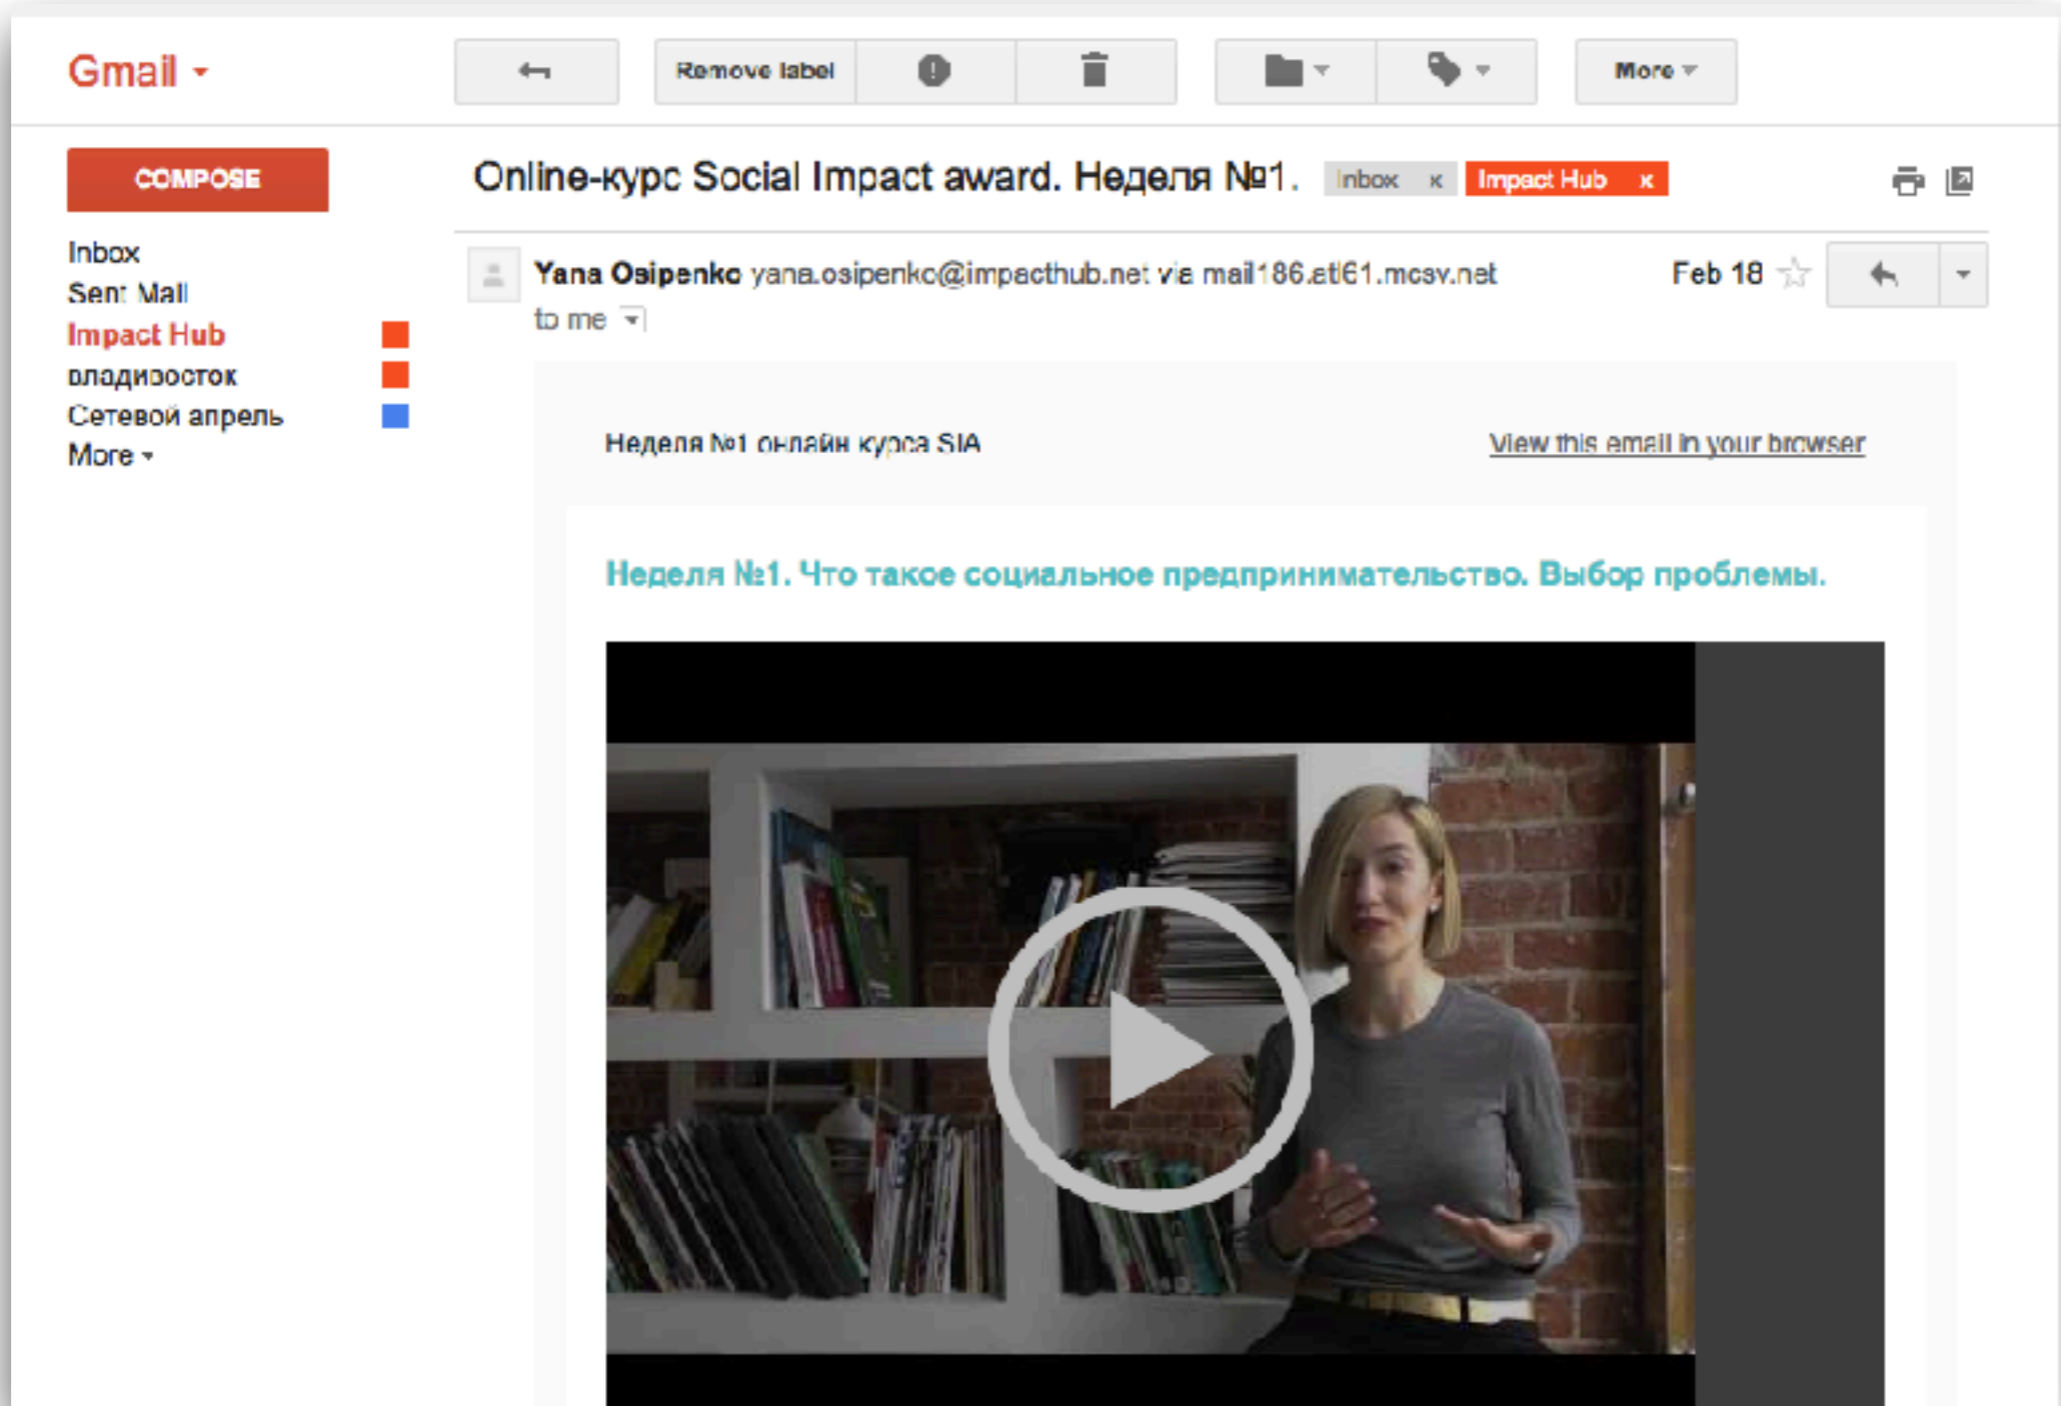 Gmail
Remove label
More
COMPOSE
Online-курс Social Impact award. Неделя №1.
Inbox x
Impact Hub x
Inbox
Sent Mail
Impact Hub
владивосток
Сетевой апрель
More
Yana Osipenko yana.osipenko@impacthub.net via mail186.atl61.mcsv.net
Feb 18
to me
Неделя №1 онлайн курса SIA
View this email in your browser
Неделя №1. Что такое социальное предпринимательство. Выбор проблемы.